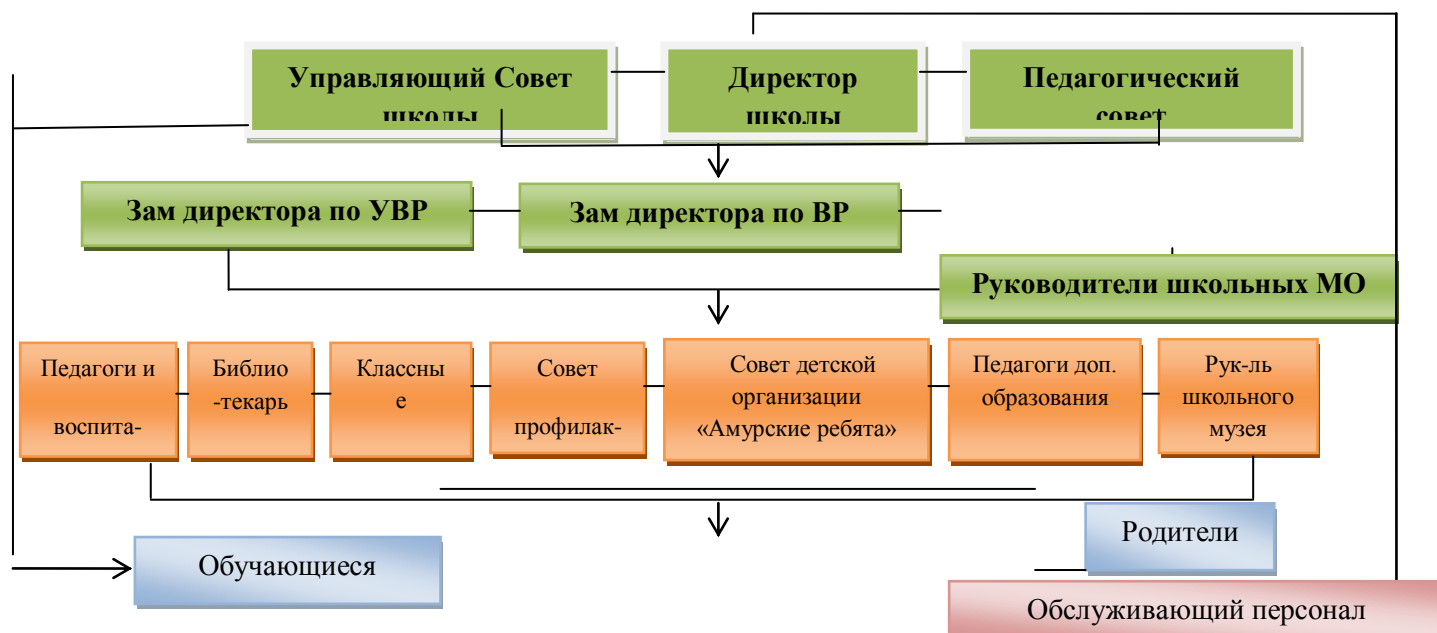 Управляющий Совет
школы
Директор
школы
Педагогический
совет
Зам директора по УВР
Зам директора по ВР
Руководители школьных МО
Педагоги и
воспита-
Библио
-текарь
Классны
е
Совет
профилак-
Совет детской
организации
«Амурские ребята»
Педагоги доп.
образования
Рук-ль
школьного
музея
Родители
Обучающиеся
Обслуживающий персонал